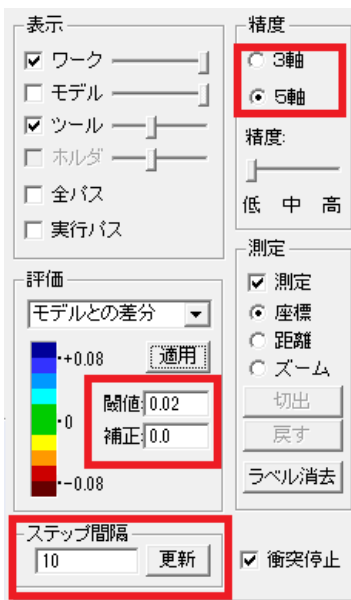 表示
ワーク
モデル
ツール
ホルダ
全パス
実行パス
精度
3軸
5軸
精度:
低 中 高
評価
モデルとの差分
+0.08
適用
閾値: 0.02
0
補正: 0.0
-0.08
測定
測定
座標
距離
ズーム
切出
戻す
ラベル消去
ステップ間隔
10 更新
衝突停止